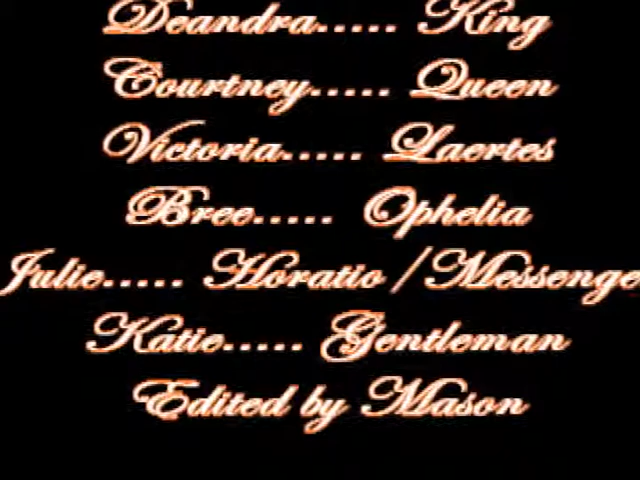 Deandra..... King
Courtney..... Queen
Victoria..... Laertes
Bree..... Ophelia
Julie..... Horatio/Messenge
Katie..... Gentleman
Edited by Mason